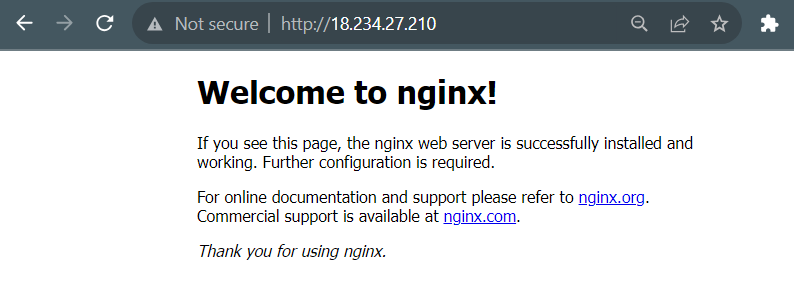 Not secure | http://18.234.27.210
Welcome to nginx!
If you see this page, the nginx web server is successfully installed and
working. Further configuration is required.
For online documentation and support please refer to nginx.org.
Commercial support is available at nginx.com.
Thank you for using nginx.